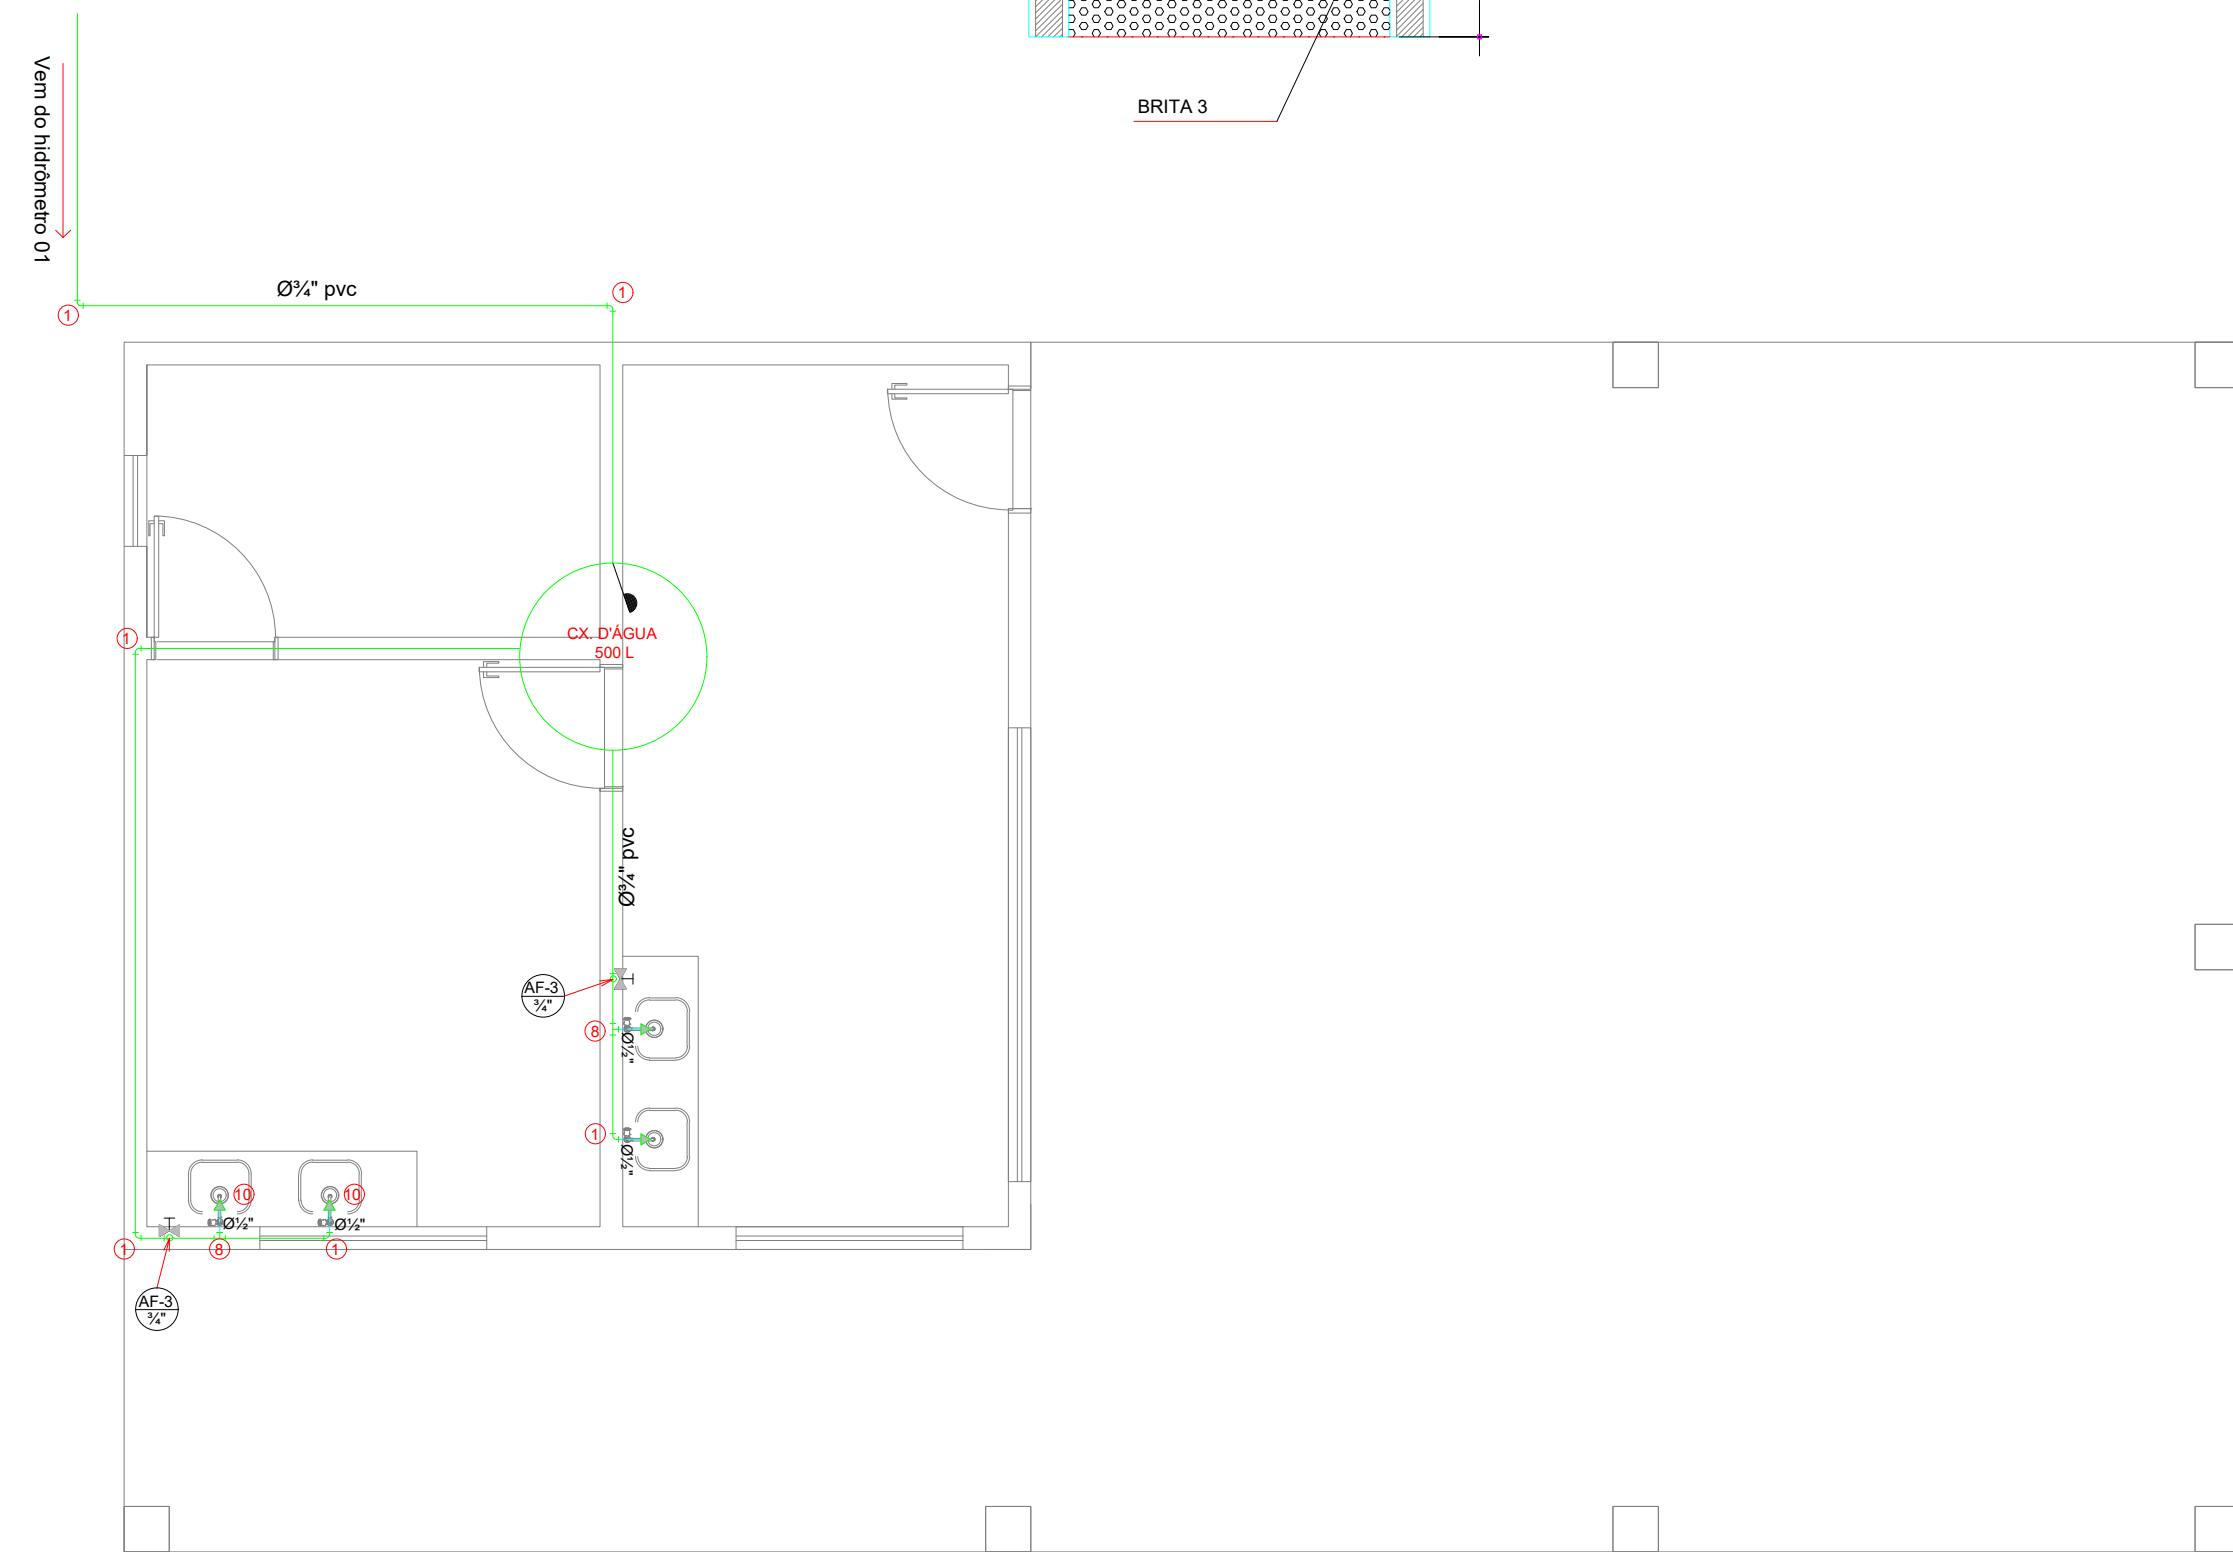 BRITA 3
Vem do hidrômetro 01
Ø¾" pvc
1
1
CX. D'ÁGUA
500 L
1
Ø¾" pvc
AF-3
¾"
8
Ø½"
1
Ø½"
10
10
Ø½"
Ø½"
1
8
1
AF-3
¾"